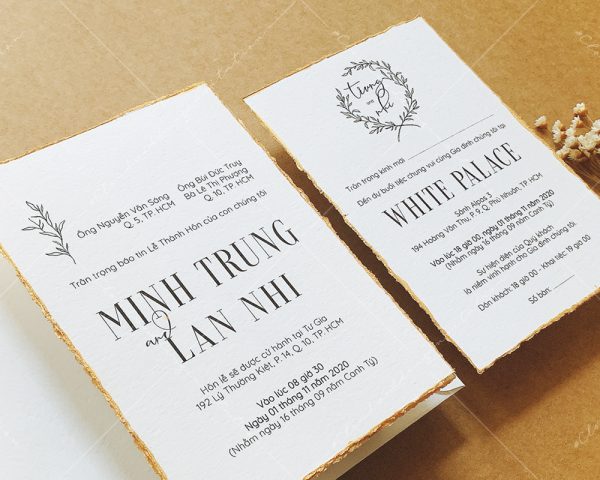 Ông Nguyễn Văn Sang
Q. 5, TP. HCM
Ông Bùi Đức Truy
Bà Lê Thị Phượng
Q. 10, TP. HCM
Trân trọng báo tin Lễ Thành Hôn của con chúng tôi
MINH TRUNG
and
LAN NHI
Hôn lễ sẽ được cử hành tại Tư Gia
192 Lý Thường Kiệt, P. 14, Q. 10, TP. HCM
Vào lúc 08 giờ 30
Ngày 01 tháng 11 năm 2020
(Nhằm ngày 16 tháng 09 năm Canh Tý)
trung
and
nhi
Trân trọng kính mời
Đến dự buổi tiệc chung vui cùng Gia đình chúng tôi tại
WHITE PALACE
Sảnh Alpas 3
194 Hoàng Văn Thụ, P. 9, Q. Phú Nhuận, TP. HCM
Vào lúc 18 giờ 00, ngày 01 tháng 11 năm 2020
(Nhằm ngày 16 tháng 09 năm Canh Tý)
Sự hiện diện của Quý khách
là niềm vinh hạnh cho Gia đình chúng tôi.
Đón khách: 18 giờ 00 - Khai tiệc: 19 giờ 00
Số bàn: